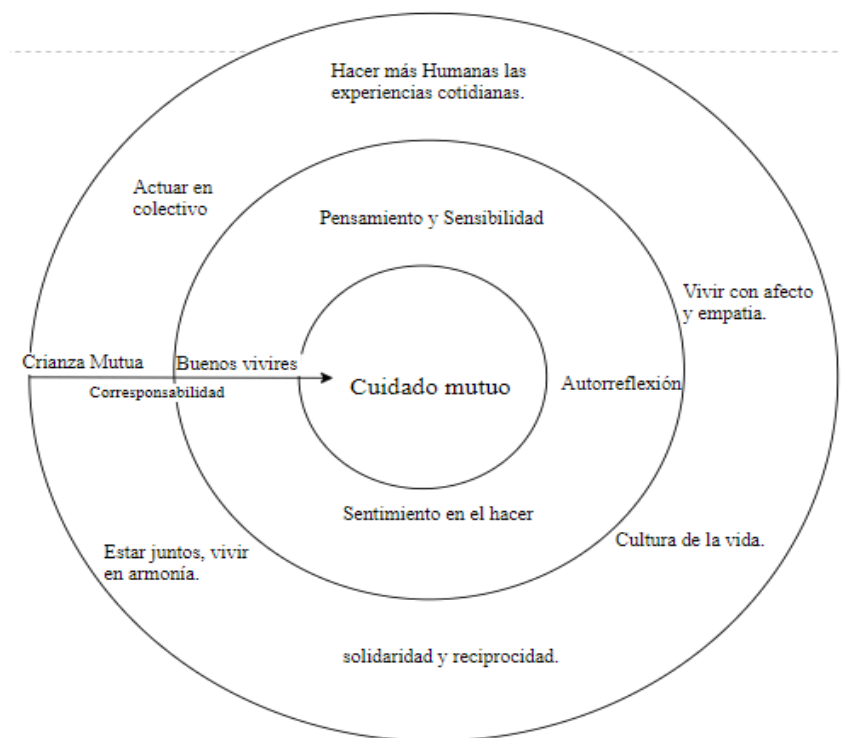 Hacer más Humanas las
experiencias cotidianas.
Actuar en
colectivo
Pensamiento y Sensibilidad
Vivir con afecto
y empatia.
Crianza Mutua
Buenos vivires
Corresponsabilidad
Cuidado mutuo
Autorreflexión
Sentimiento en el hacer
Estar juntos, vivir
en armonía.
Cultura de la vida.
solidaridad y reciprocidad.